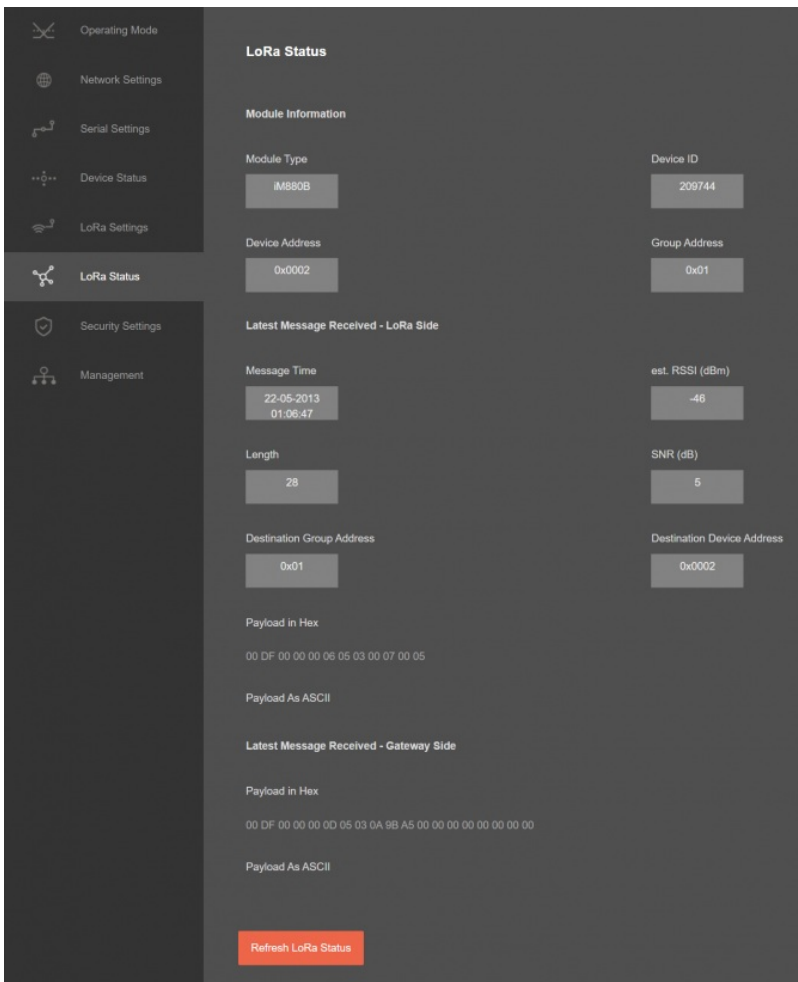 Operating Mode
Network Settings
Serial Settings
Device Status
LoRa Settings
LoRa Status
Security Settings
Management
LoRa Status
Module Information
Module Type
Device ID
iM880B
209744
Device Address
Group Address
0x0002
0x01
Latest Message Received - LoRa Side
Message Time
est. RSSI (dBm)
22-05-2013
01:06:47
-46
Length
SNR (dB)
28
5
Destination Group Address
Destination Device Address
0x01
0x0002
Payload in Hex
00 DF 00 00 00 06 05 03 00 07 00 05
Payload As ASCII
Latest Message Received - Gateway Side
Payload in Hex
00 DF 00 00 00 0D 05 03 0A 9B A5 00 00 00 00 00 00 00 00
Payload As ASCII
Refresh LoRa Status